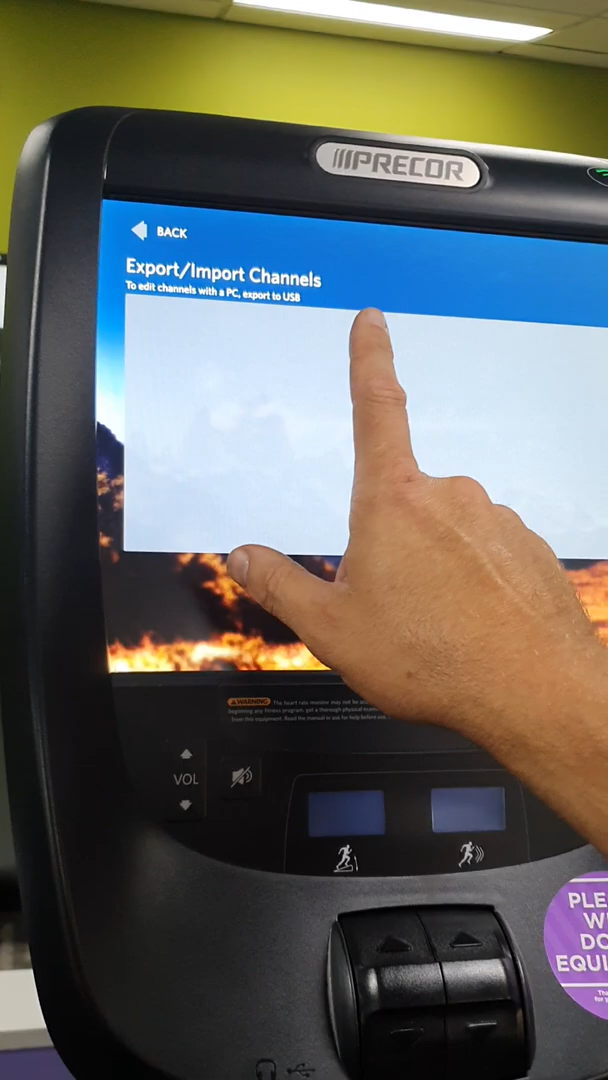 PRECOR
BACK
Export/Import Channels
To edit channels with a PC, export to USB
WARNING The heart rate monitor may not be
beginning any fitness program, get a thorough physical
from this equipment. Read the manual or ask for help before use
VOL
PLE
W
DO
EQUI